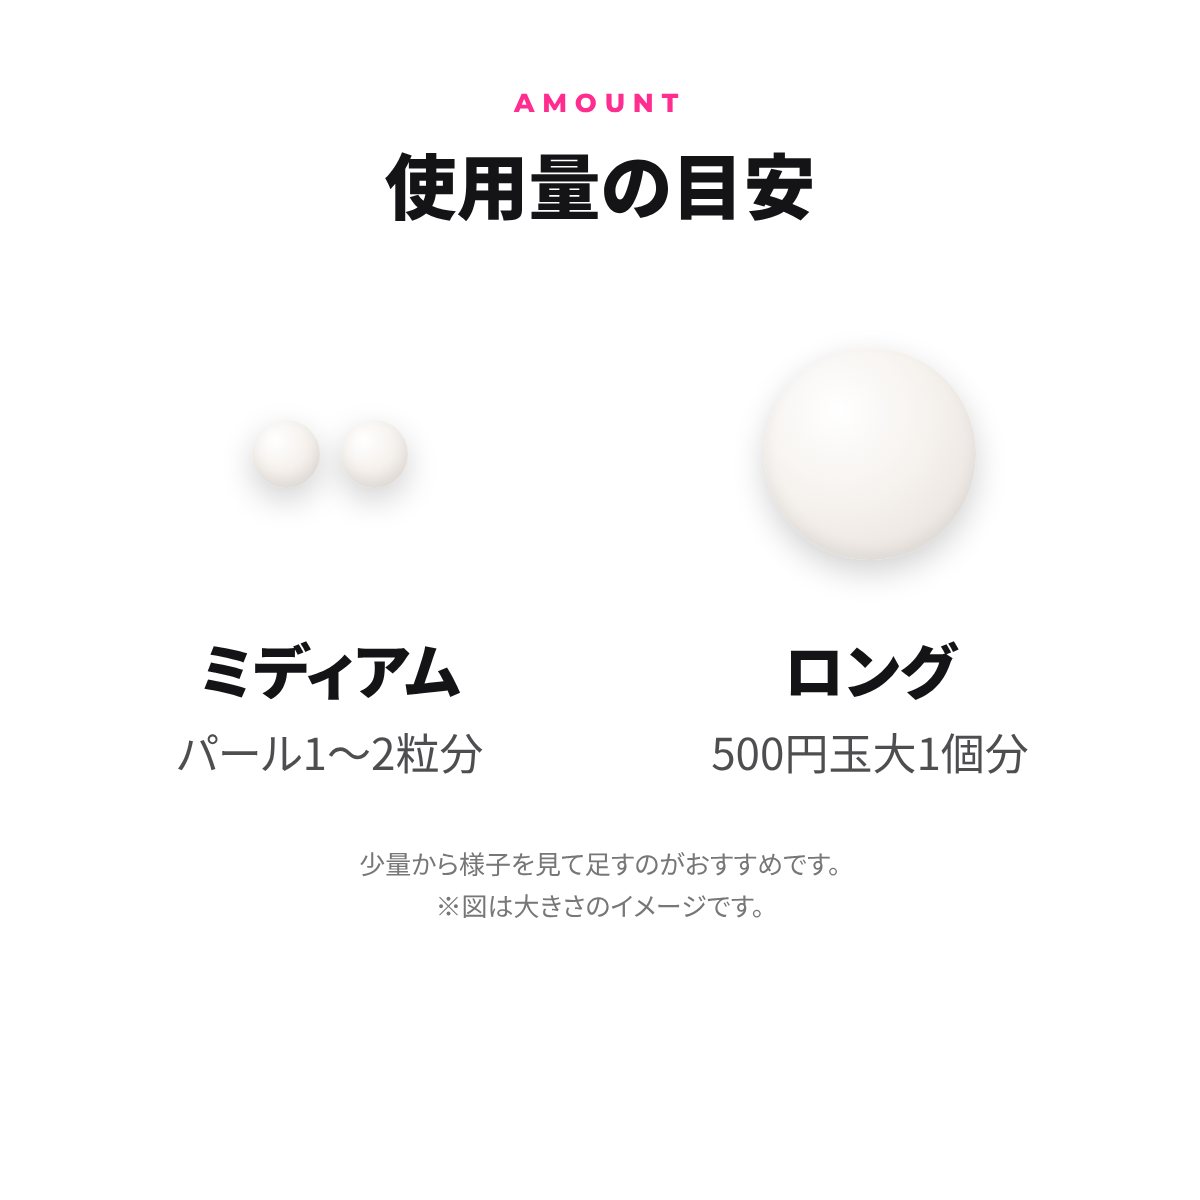 AMOUNT
使用量の目安
ミディアム
パール1〜2粒分
ロング
500円玉大1個分
少量から様子を見て足すのがおすすめです。
※図は大きさのイメージです。